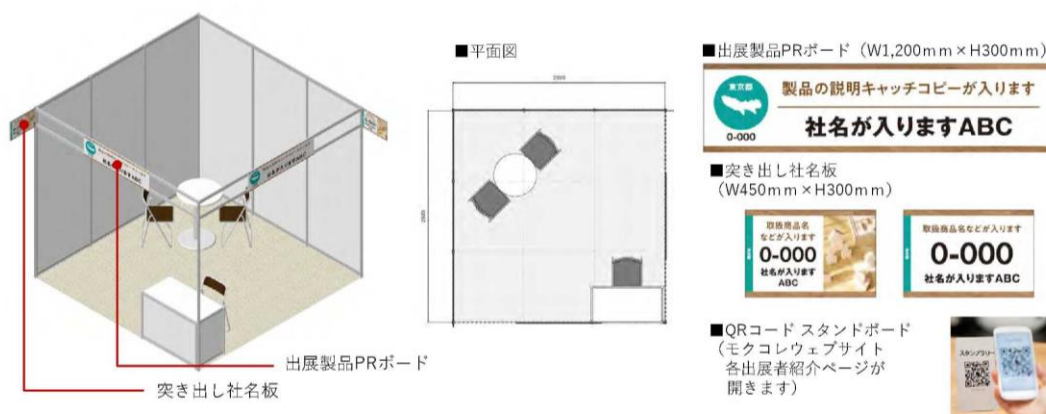 ■平面図
出展製品PRボード
突き出し社名板
■出展製品PRボード（W1,200mm×H300mm）
東京都
0-000
製品の説明キャッチコピーが入ります
社名が入りますABC
■突き出し社名板
（W450mm×H300mm）
取扱商品名
などが入ります
0-000
社名が入ります
ABC
取扱商品名などが入ります
0-000
社名が入りますABC
■QRコード スタンドボード
（モクコレウェブサイト
各出展者紹介ページが
開きます）
スタンプラリー